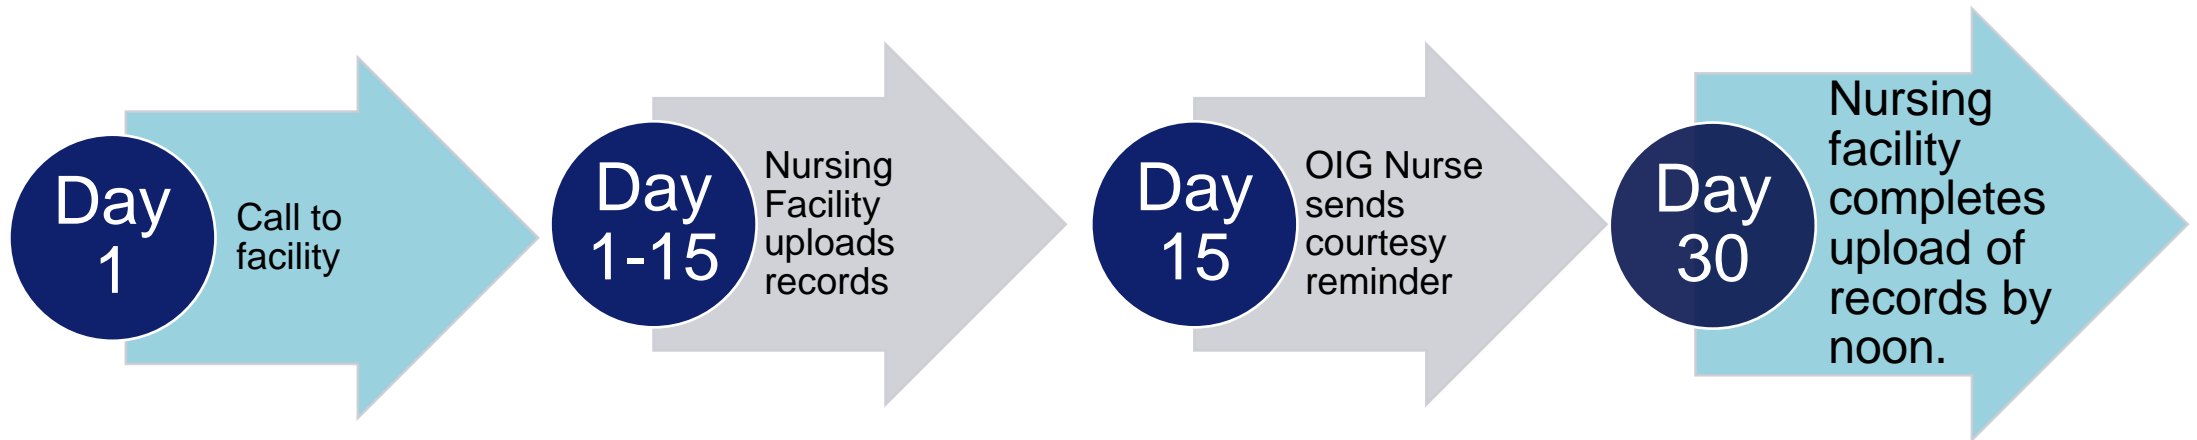 Day
1
Call to
facility
Day
1-15
Nursing
Facility
uploads
records
Day
15
OIG Nurse
sends
courtesy
reminder
Day
30
Nursing
facility
completes
upload of
records by
noon.